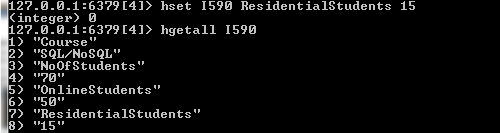 127.0.0.1:6379[4]> hset I590 ResidentialStudents 15
(integer) 0
127.0.0.1:6379[4]> hgetall I590
1) "Course"
2) "SQL/NoSQL"
3) "NoOfStudents"
4) "70"
5) "OnlineStudents"
6) "50"
7) "ResidentialStudents"
8) "15"